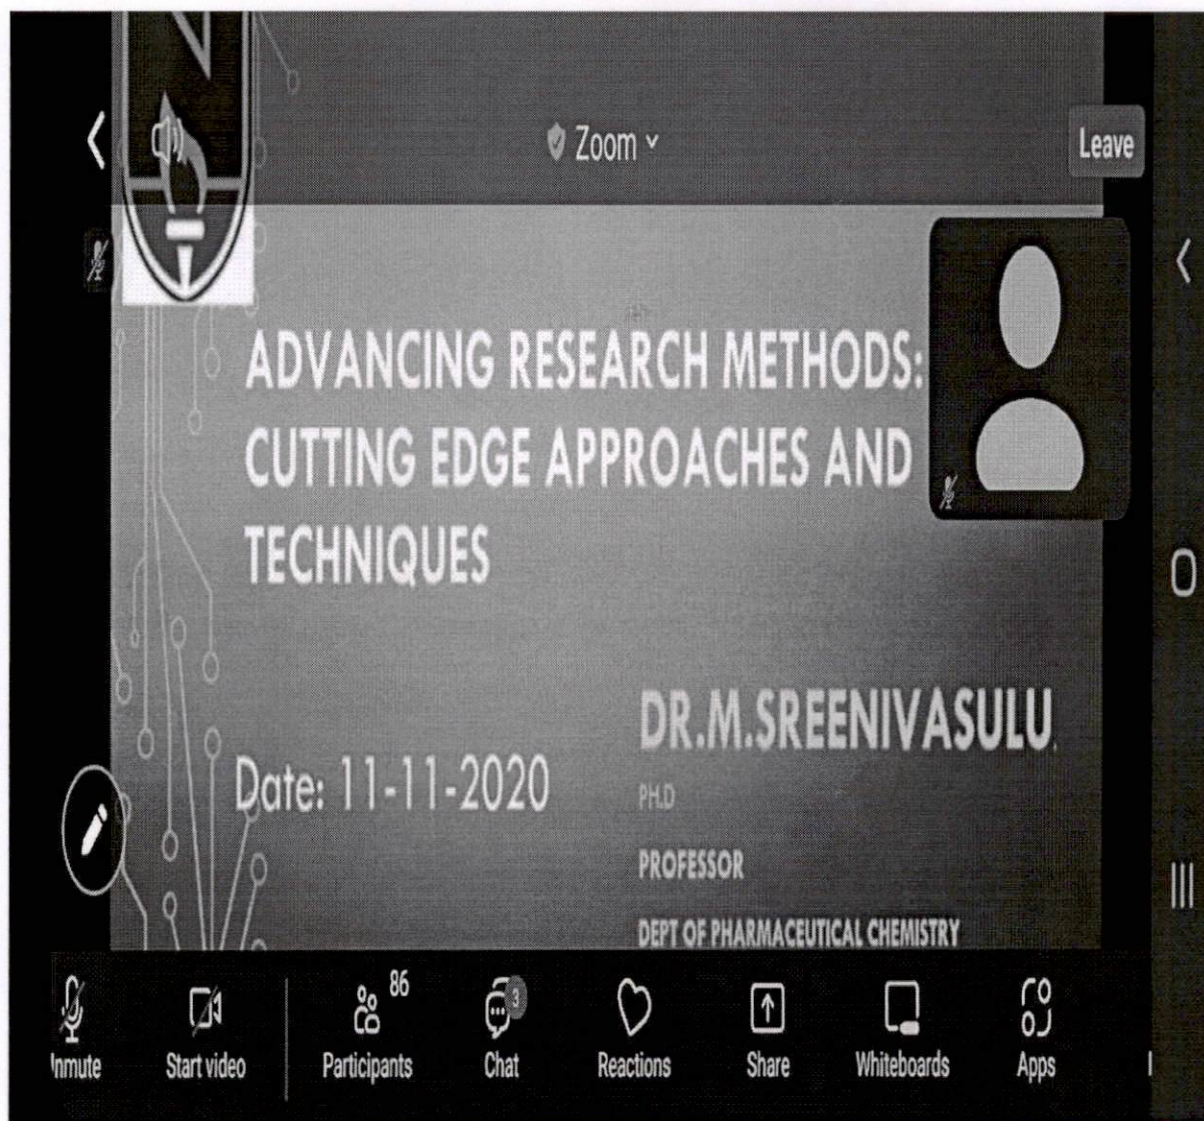 Zoom
Leave
ADVANCING RESEARCH METHODS:
CUTTING EDGE APPROACHES AND
TECHNIQUES
DR.M.SREENIVASULU
Date: 11-11-2020
PH.D
PROFESSOR
DEPT OF PHARMACEUTICAL CHEMISTRY
86
3
nmute
Start video
Participants
Chat
Reactions
Share
Whiteboards
Apps